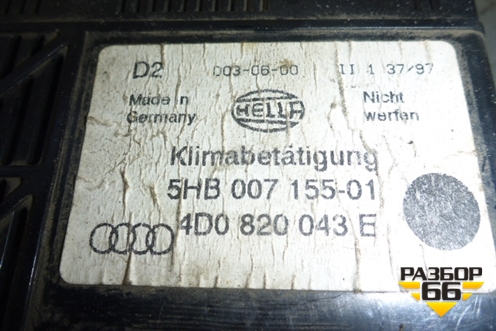 D2 003-06-00 II 1 37/97
Made in Germany
HELLA
Nicht werfen
Klimabetätigung
5HB 007 155-01
4D0 820 043 E
РАЗБОР
66